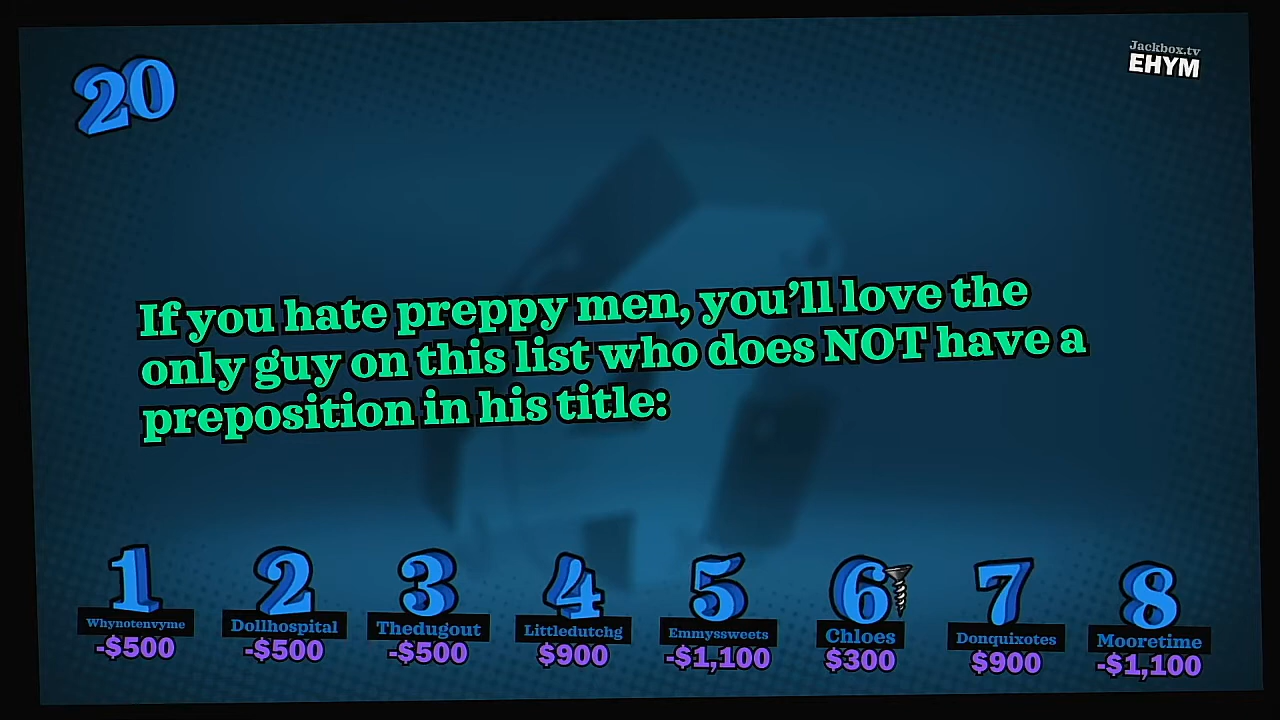 20
Jackbox.tv
EHYM
If you hate preppy men, you'll love the
only guy on this list who does NOT have a
preposition in his title:
1 2 3 4 5 6 7 8
Whynotenvyme Dollhospital Thedugout Littledutchg Emmyssweets Chloes Donquixotes Mooretime
-$500 -$500 -$500 $900 -$1,100 $300 $900 -$1,100